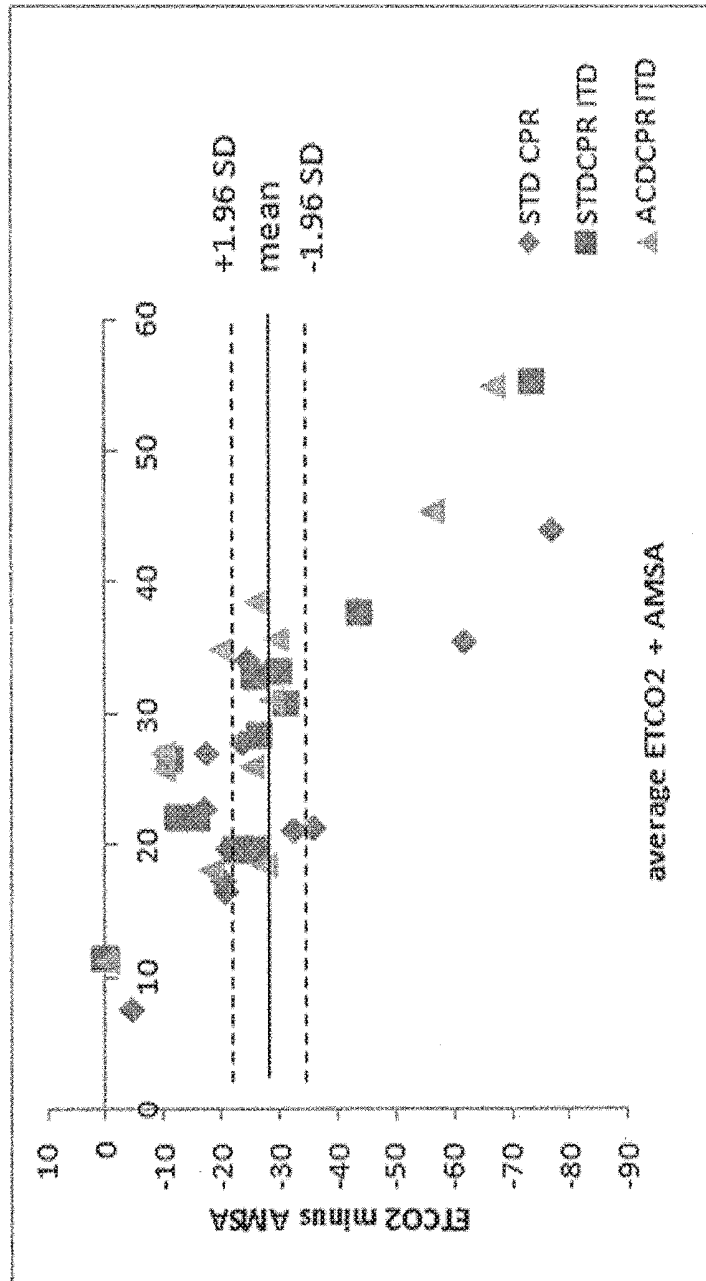 ETCO2 minus AMSA
10
0
-10
-20
-30
-40
-50
-60
-70
-80
-90
0
10
20
30
40
50
60
+1.96 SD
mean
-1.96 SD
STD CPR
STDCPR ITD
ACDCPR ITD
average ETCO2 + AMSA